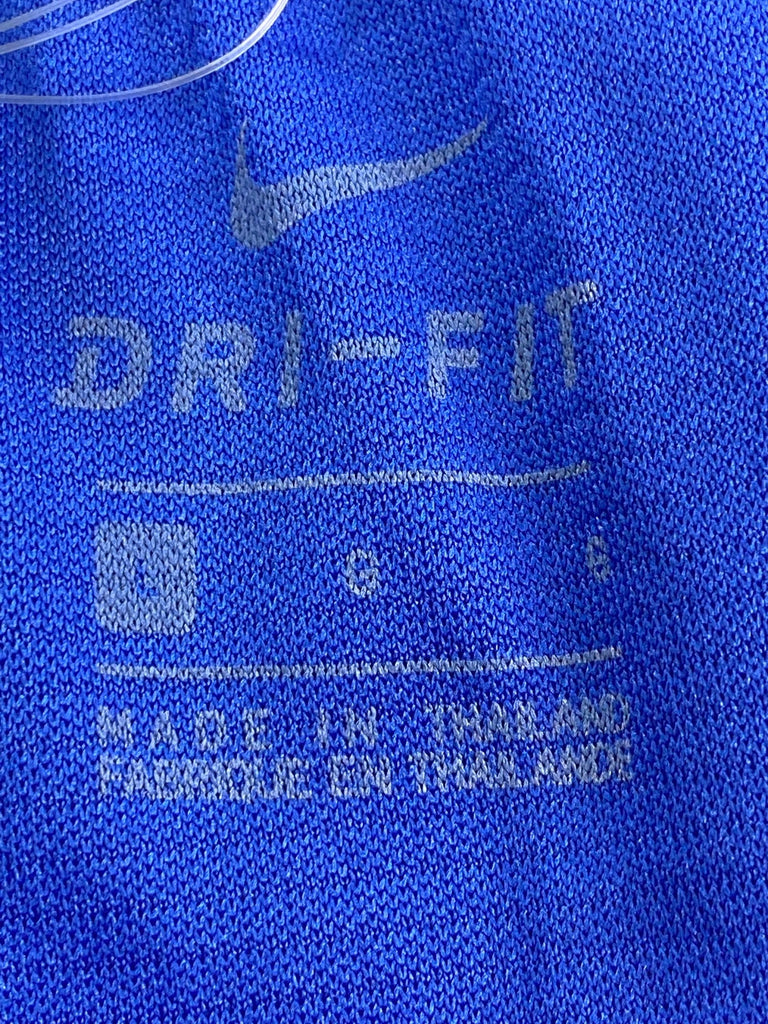 DRI-FIT
L G
MADE IN THAILAND
FABRIQUE EN THAILANDE